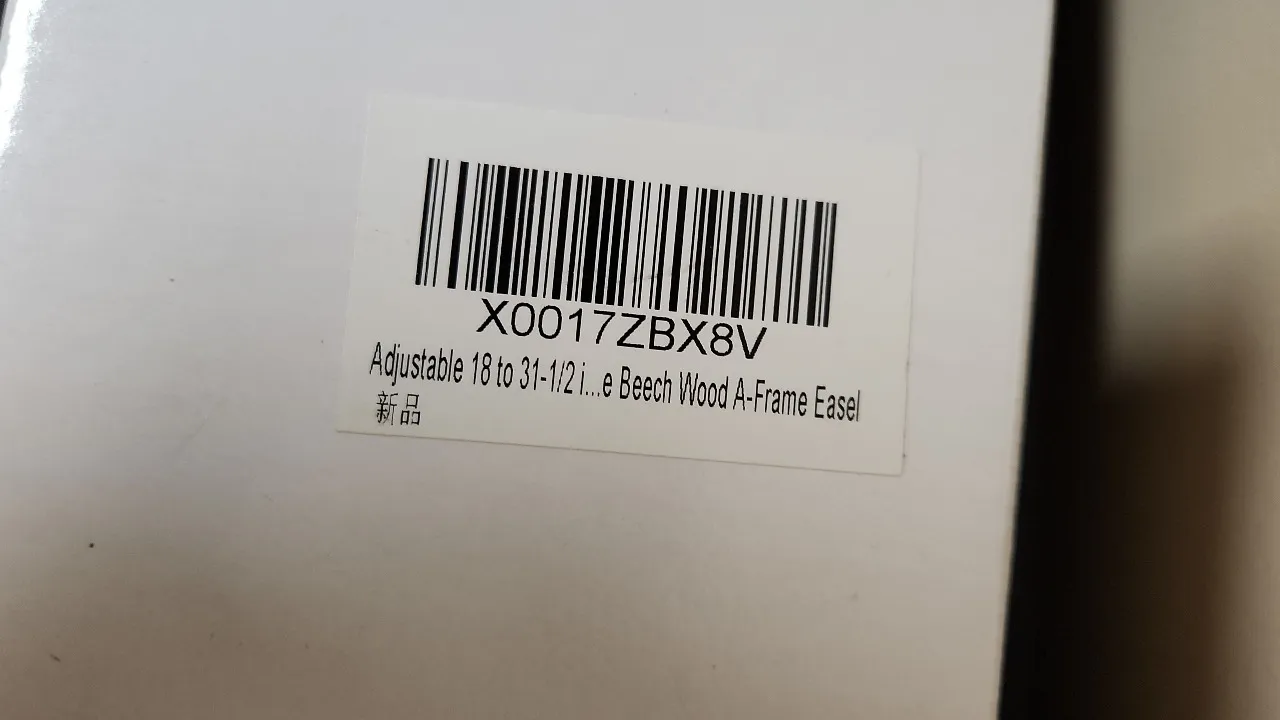 X0017ZBX8V
Adjustable 18 to 31-1/2 i...e Beech Wood A-Frame Easel
新品